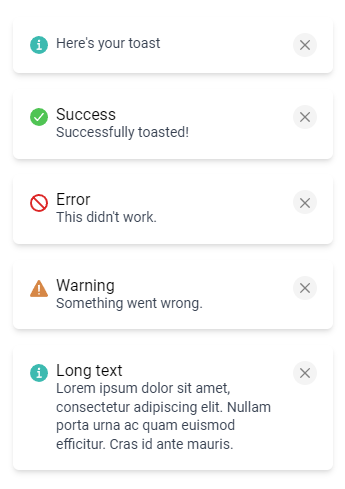 Here's your toast
Success
Successfully toasted!
Error
This didn't work.
Warning
Something went wrong.
Long text
Lorem ipsum dolor sit amet,
consectetur adipiscing elit. Nullam
porta urna ac quam euismod
efficitur. Cras id ante mauris.